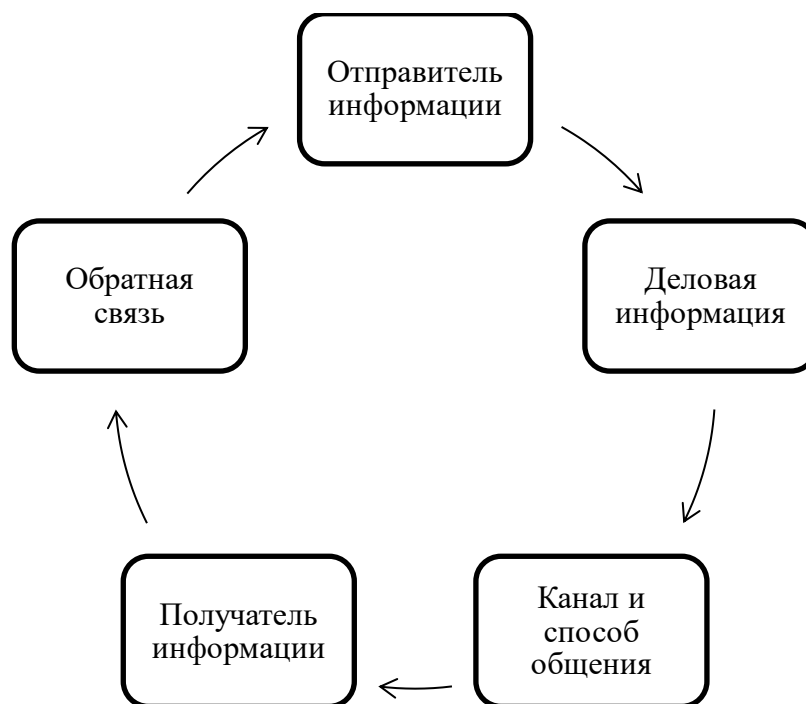 Отправитель
информации
Деловая
информация
Канал и
способ
общения
Получатель
информации
Обратная
связь